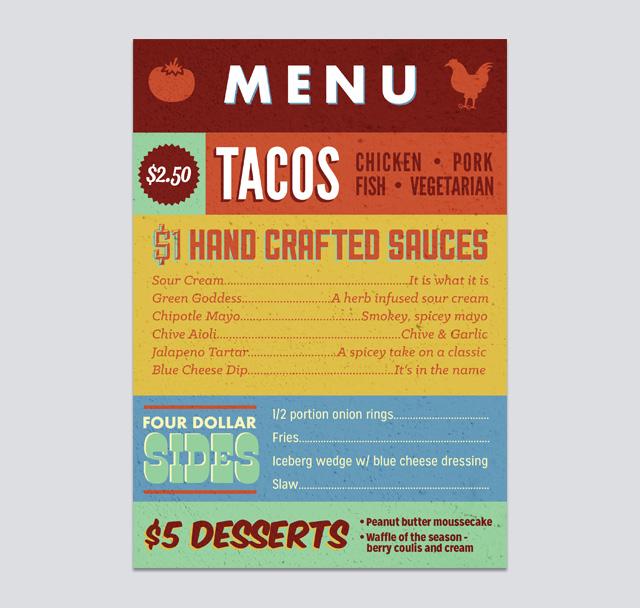 MENU
$2.50
TACOS
CHICKEN • PORK
FISH • VEGETARIAN
$1 HAND CRAFTED SAUCES
Sour Cream..........................................It is what it is
Green Goddess......................A herb infused sour cream
Chipotle Mayo............................Smokey, spicey mayo
Chive Aioli..........................................Chive & Garlic
Jalapeno Tartar.....................A spicey take on a classic
Blue Cheese Dip.................................It's in the name
FOUR DOLLAR
SIDES
1/2 portion onion rings........................
Fries................................................
Iceberg wedge w/ blue cheese dressing
Slaw................................................
$5 DESSERTS
• Peanut butter moussecake
• Waffle of the season -
berry coulis and cream